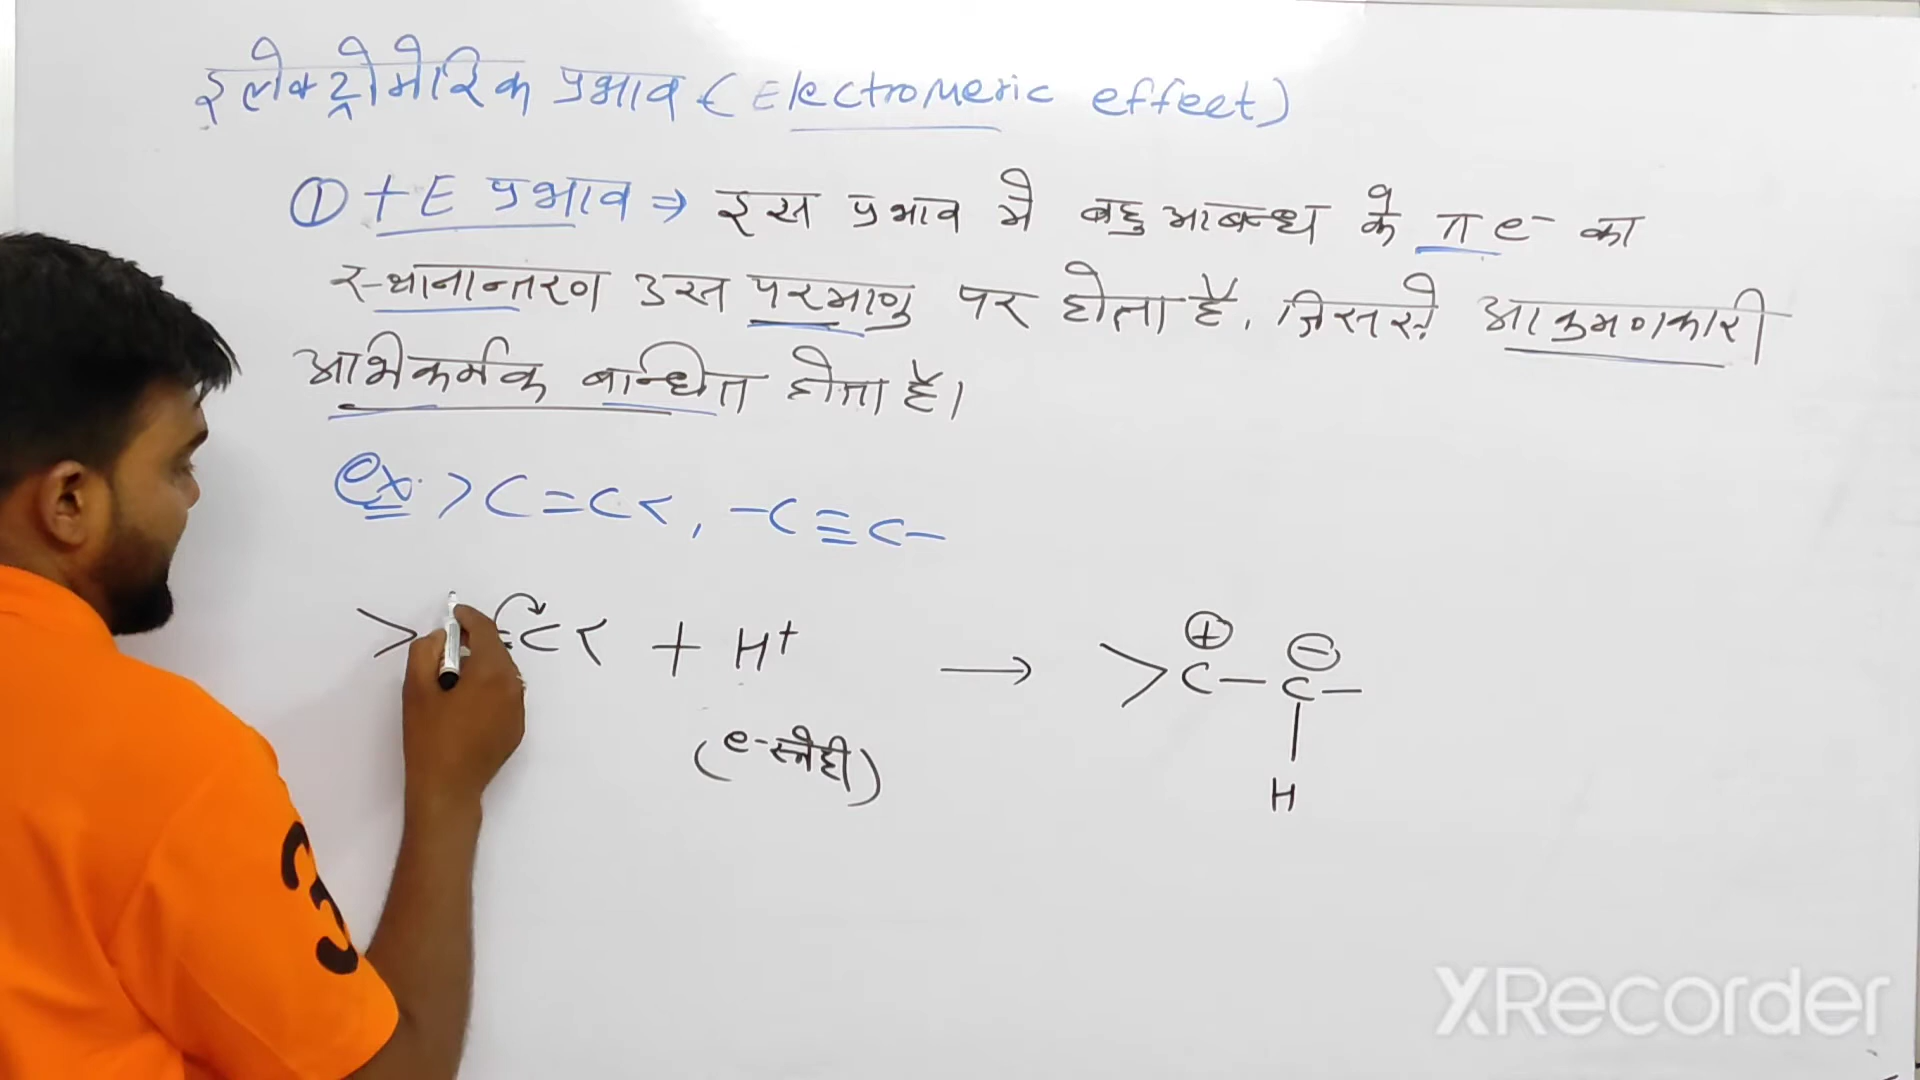 इलेक्ट्रोमेरिक प्रभाव (Electromeric effect)
① +E प्रभाव ⇒ इस प्रभाव में बहु आबन्ध के π e⁻ का
स्थानान्तरण उस परमाणु पर होता है, जिससे आक्रमणकारी
अभिकर्मक बान्धित होता है।
ex. >C=C<, -C≡C-
> =C< + H⁺ → >C-C-
⊕ ⊖
(e⁻स्नेही)
H
3
XRecorder